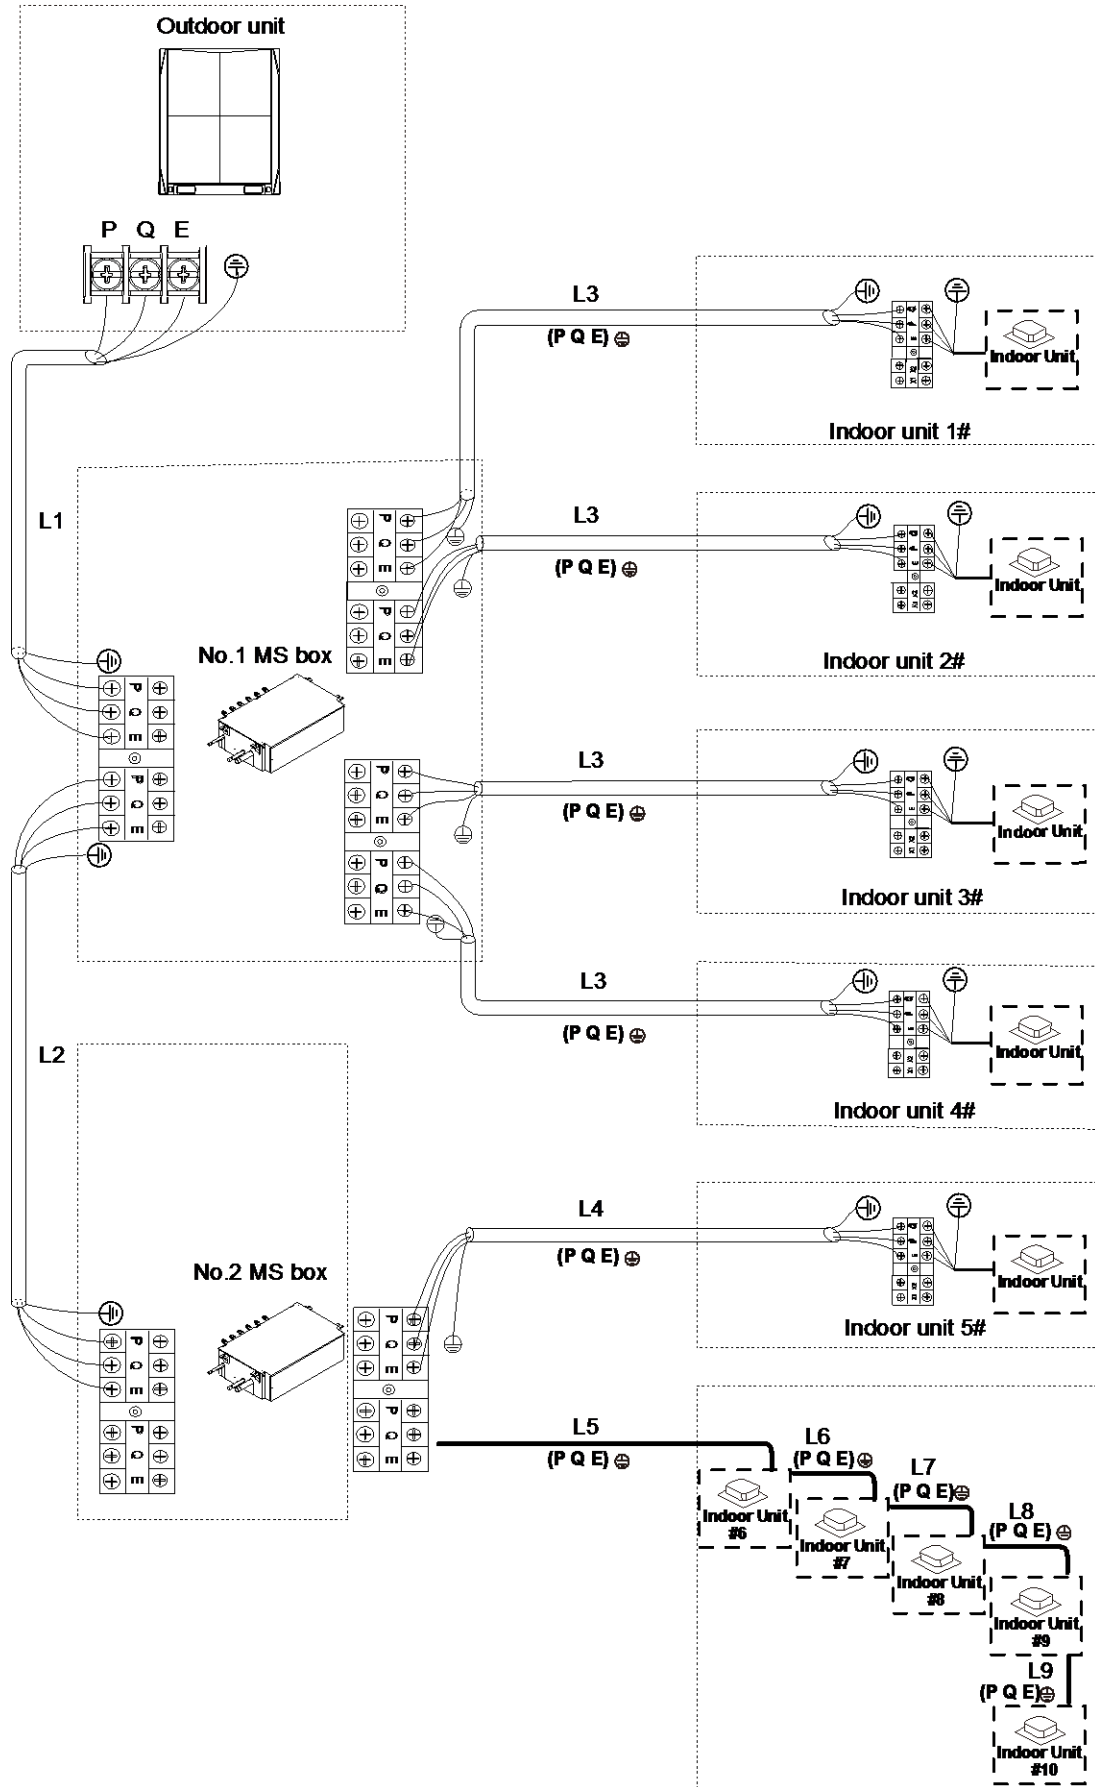 Outdoor unit
P Q E
L3
(P Q E)
Indoor Unit
Indoor unit 1#
L1
P
Q
E
P
Q
E
L3
(P Q E)
Indoor Unit
Indoor unit 2#
No.1 MS box
P
Q
E
P
Q
E
L3
(P Q E)
Indoor Unit
Indoor unit 3#
P
Q
E
P
Q
E
L3
(P Q E)
Indoor Unit
Indoor unit 4#
L2
L4
(P Q E)
Indoor Unit
Indoor unit 5#
No.2 MS box
P
Q
E
P
Q
E
P
Q
E
P
Q
E
L5
(P Q E)
L6
(P Q E)
L7
(P Q E)
L8
(P Q E)
Indoor Unit
#6
Indoor Unit
#7
Indoor Unit
#8
Indoor Unit
#9
L9
(P Q E)
Indoor Unit
#10